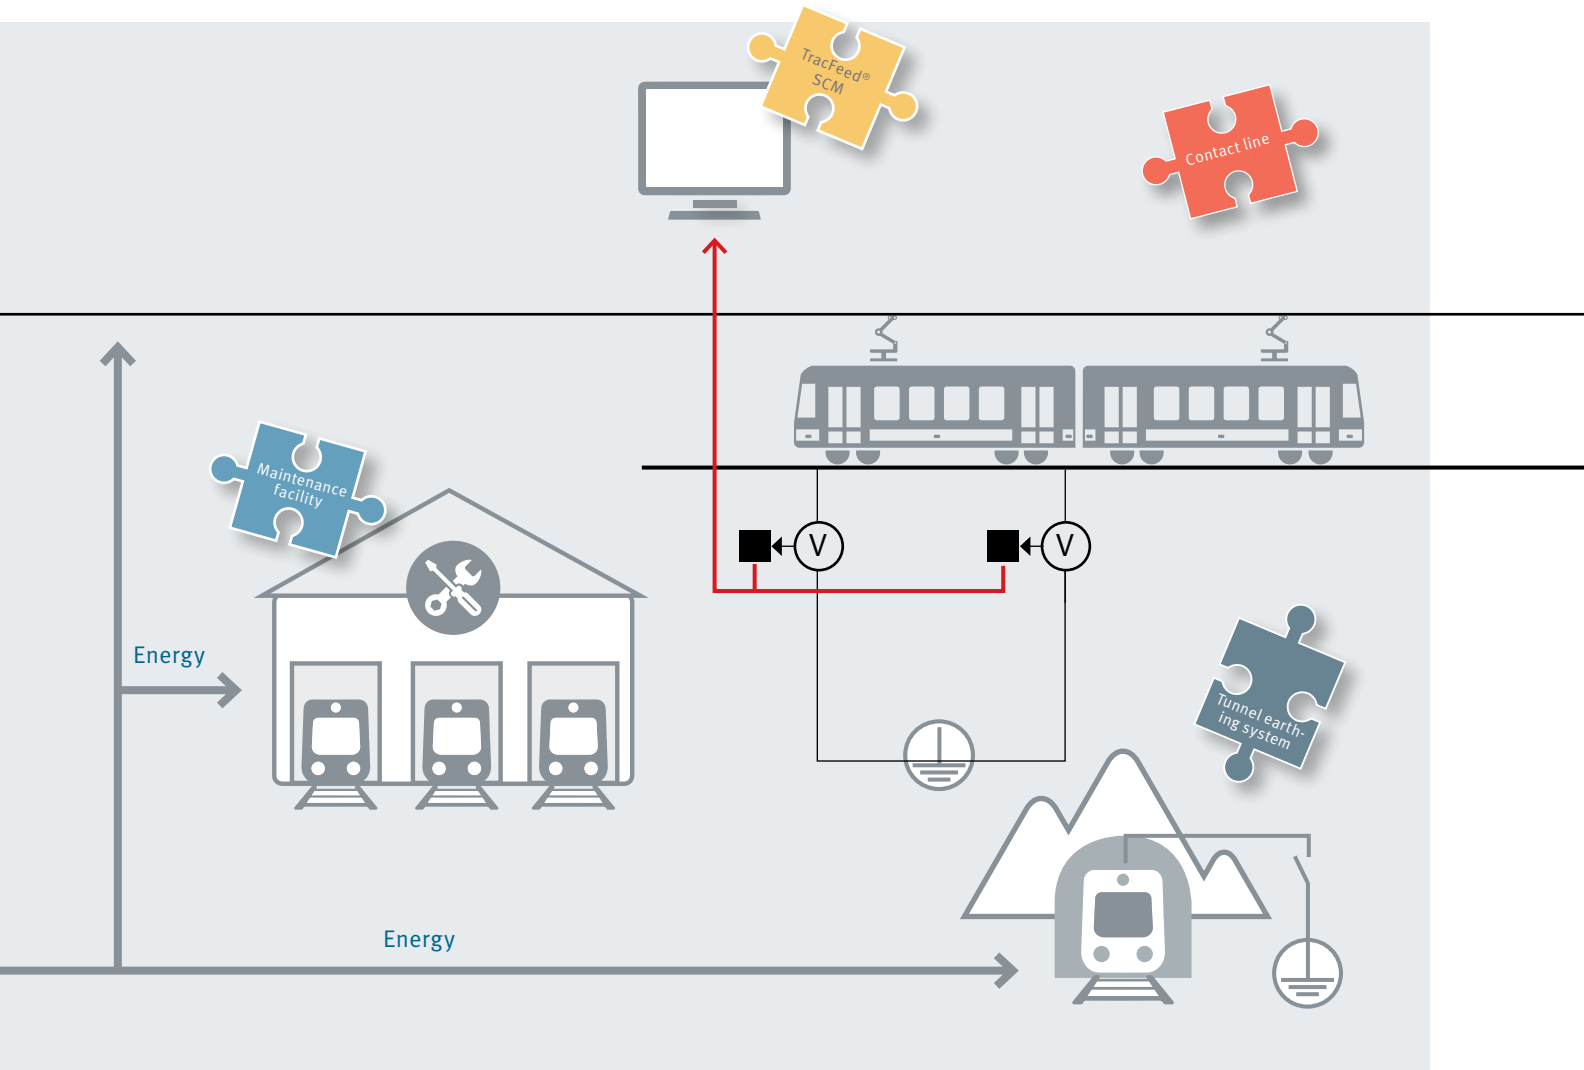 TracFeed®
SCM
Contact line
Maintenance
facility
V
V
Energy
Tunnel earth-
ing system
Energy